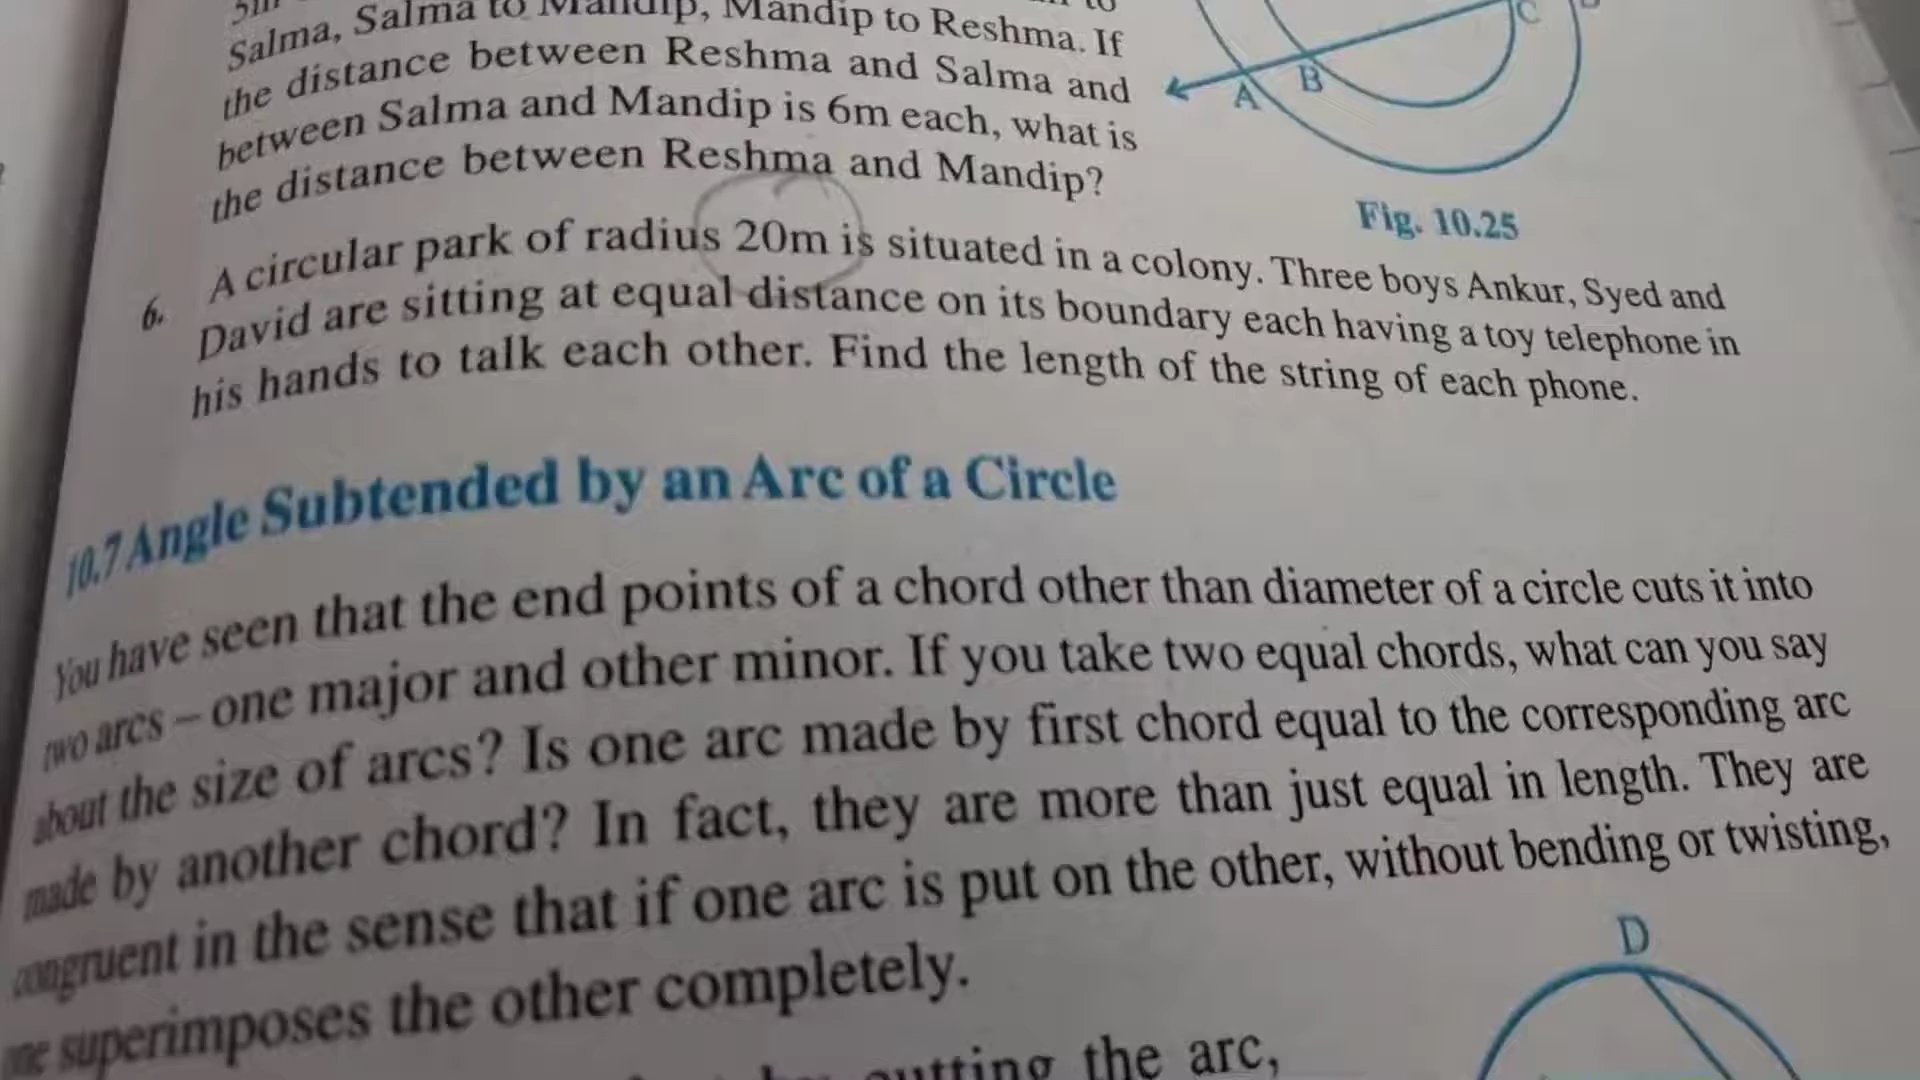 Salma, Salma to Mandip, Mandip to Reshma. If
the distance between Reshma and Salma and
between Salma and Mandip is 6m each, what is
the distance between Reshma and Mandip?
A
B
C
Fig. 10.25
6. A circular park of radius 20m is situated in a colony. Three boys Ankur, Syed and
David are sitting at equal distance on its boundary each having a toy telephone in
his hands to talk each other. Find the length of the string of each phone.
10.7 Angle Subtended by an Arc of a Circle
You have seen that the end points of a chord other than diameter of a circle cuts it into
two arcs – one major and other minor. If you take two equal chords, what can you say
about the size of arcs? Is one arc made by first chord equal to the corresponding arc
made by another chord? In fact, they are more than just equal in length. They are
congruent in the sense that if one arc is put on the other, without bending or twisting,
one superimposes the other completely.
D
cutting the arc,